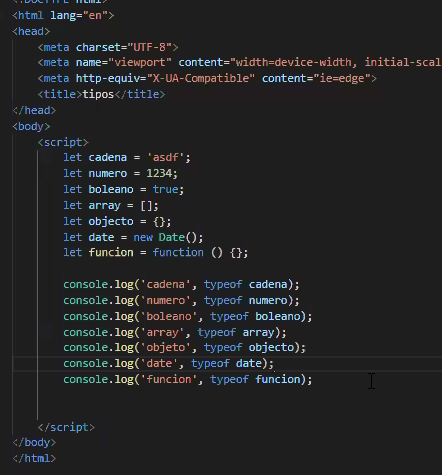 <!DOCTYPE html>
<html lang="en">
<head>
<meta charset="UTF-8">
<meta name="viewport" content="width=device-width, initial-scal
<meta http-equiv="X-UA-Compatible" content="ie=edge">
<title>tipos</title>
</head>
<body>
<script>
let cadena = 'asdf';
let numero = 1234;
let boleano = true;
let array = [];
let objecto = {};
let date = new Date();
let funcion = function () {};
console.log('cadena', typeof cadena);
console.log('numero', typeof numero);
console.log('boleano', typeof boleano);
console.log('array', typeof array);
console.log('objeto', typeof objecto);
console.log('date', typeof date);
console.log('funcion', typeof funcion);
</script>
</body>
</html>